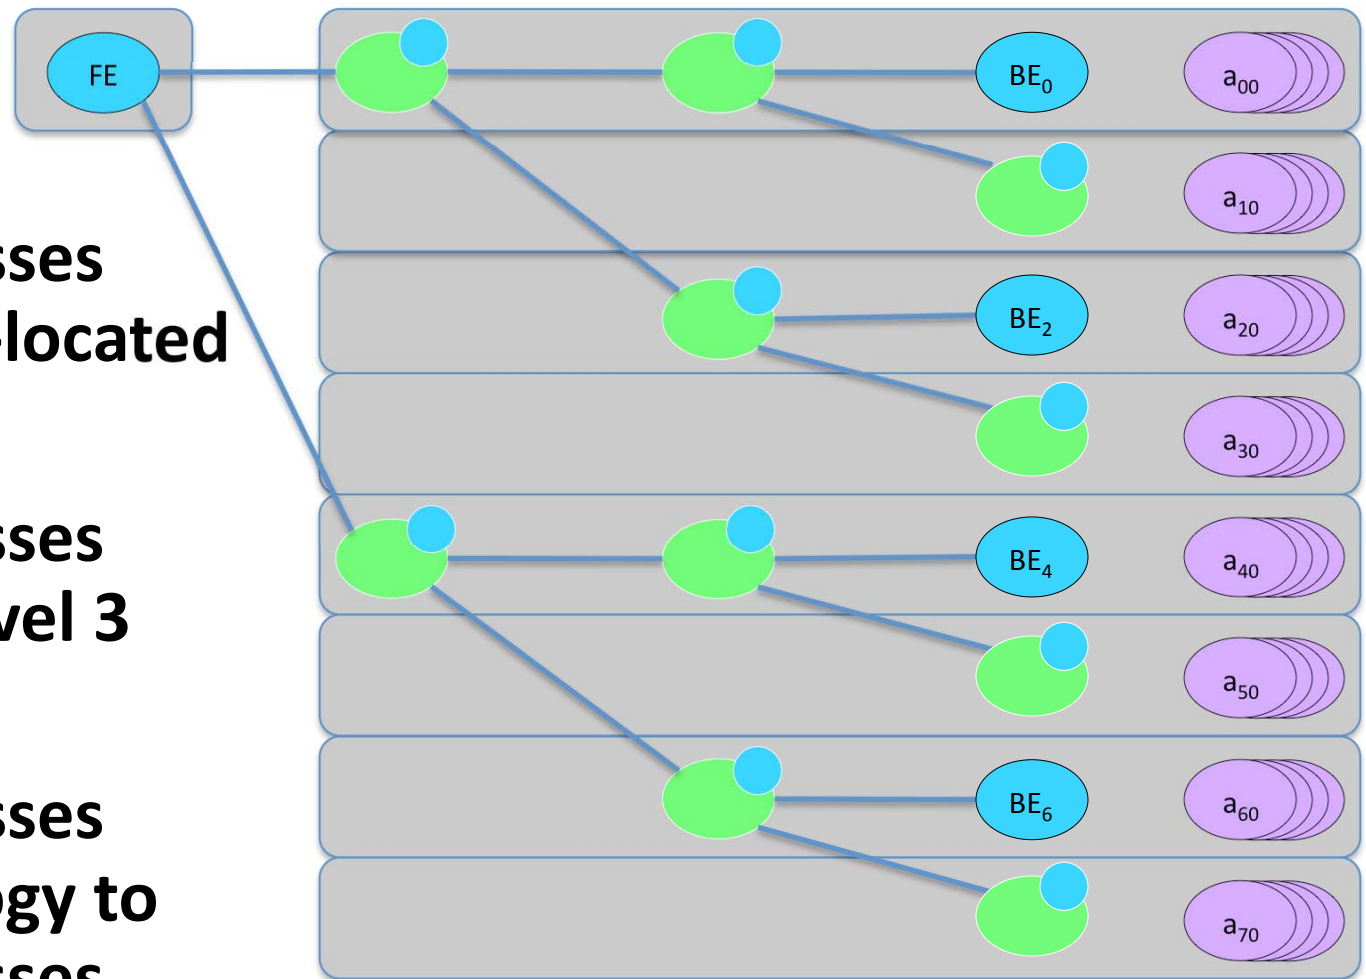 FE
BE₀
a₀₀
a₁₀
BE₂
a₂₀
a₃₀
BE₄
a₄₀
a₅₀
BE₆
a₆₀
a₇₀
sses
-located
sses
vel 3
sses
gy to
sses